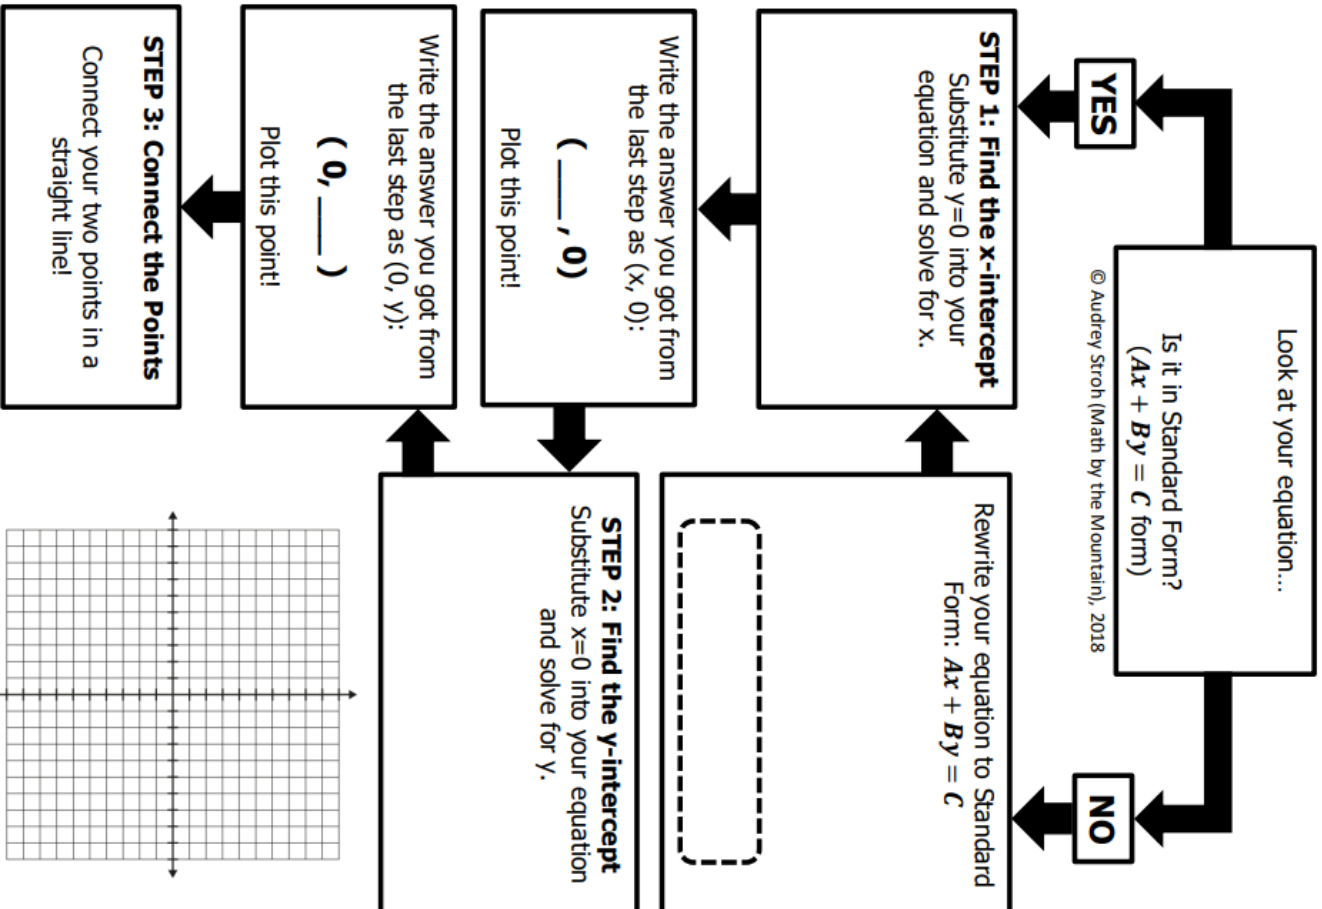 Look at your equation...
Is it in Standard Form?
(Ax + By = C form)
© Audrey Stroh (Math by the Mountain), 2018
YES
NO
STEP 1: Find the x-intercept
Substitute y=0 into your
equation and solve for x.
Rewrite your equation to Standard
Form: Ax + By = C
Write the answer you got from
the last step as (x, 0):
( ___ , 0)
Plot this point!
STEP 2: Find the y-intercept
Substitute x=0 into your equation
and solve for y.
Write the answer you got from
the last step as (0, y):
( 0, ___ )
Plot this point!
STEP 3: Connect the Points
Connect your two points in a
straight line!